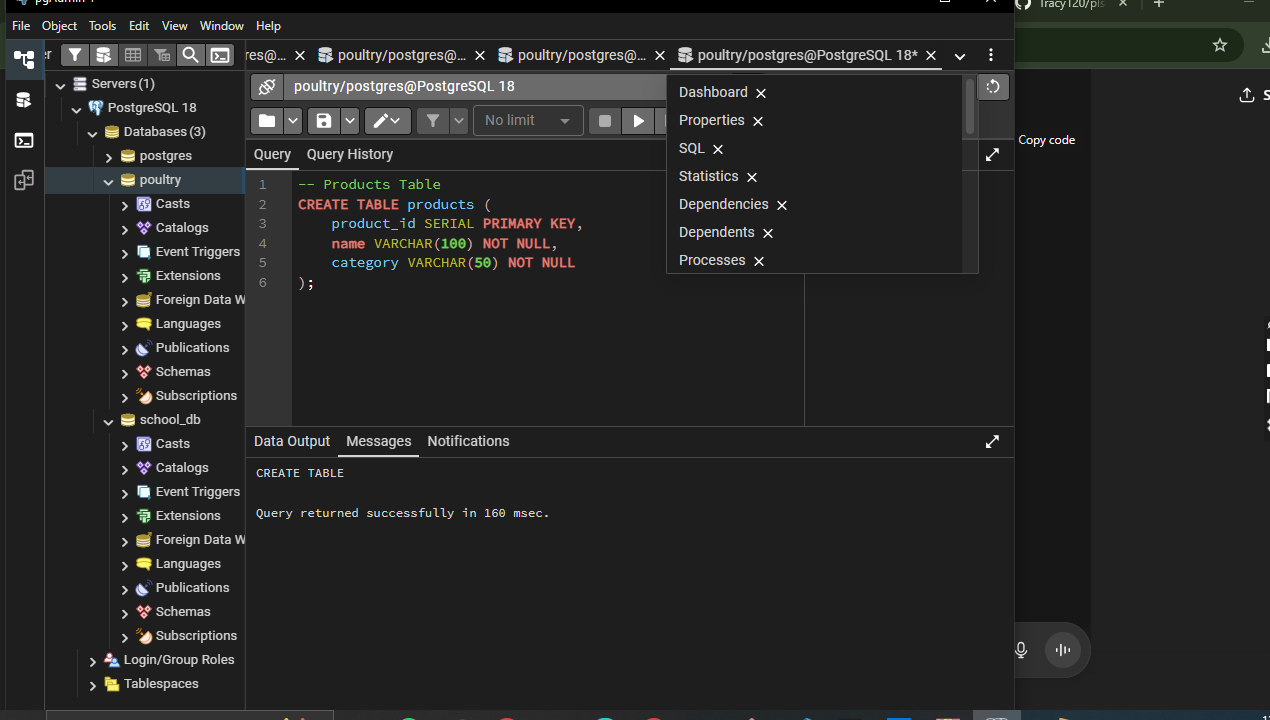 pgAdmin 4
Tracy120/pls
File Object Tools Edit View Window Help
poultry/postgres@...
poultry/postgres@...
poultry/postgres@PostgreSQL 18*
Servers (1)
PostgreSQL 18
Databases (3)
postgres
poultry
Casts
Catalogs
Event Triggers
Extensions
Foreign Data W
Languages
Publications
Schemas
Subscriptions
school_db
Casts
Catalogs
Event Triggers
Extensions
Foreign Data W
Languages
Publications
Schemas
Subscriptions
Login/Group Roles
Tablespaces
poultry/postgres@PostgreSQL 18
No limit
Query Query History
1 -- Products Table
2 CREATE TABLE products (
3 product_id SERIAL PRIMARY KEY,
4 name VARCHAR(100) NOT NULL,
5 category VARCHAR(50) NOT NULL
6 );
Dashboard
Properties
SQL
Statistics
Dependencies
Dependents
Processes
Data Output Messages Notifications
CREATE TABLE
Query returned successfully in 160 msec.
Copy code